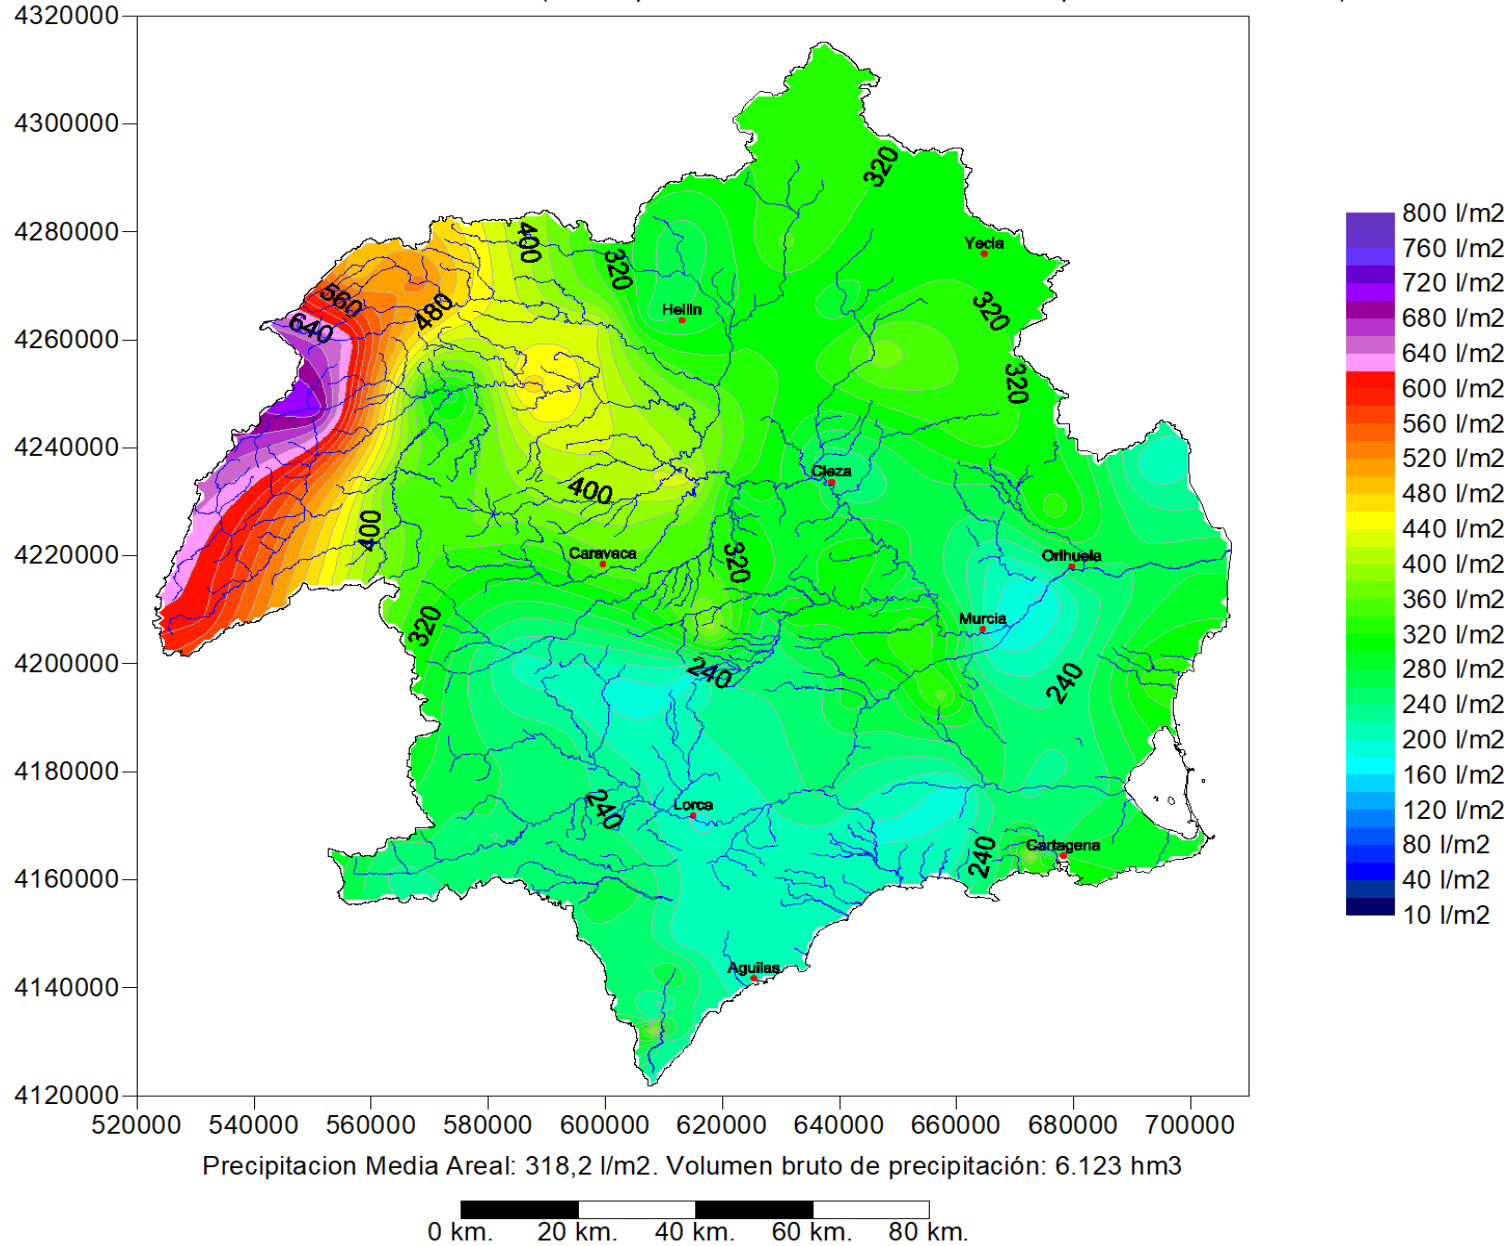 4320000
4300000
4280000
4260000
4240000
4220000
4200000
4180000
4160000
4140000
4120000
520000 540000 560000 580000 600000 620000 640000 660000 680000 700000
320
400
320
Yecla
560
480
Hellin
320
640
320
Cieza
400
400
320
Caravaca
Orihuela
320
Murcia
240
240
240
Lorca
240
Cartagena
Aguilas
800 l/m2
760 l/m2
720 l/m2
680 l/m2
640 l/m2
600 l/m2
560 l/m2
520 l/m2
480 l/m2
440 l/m2
400 l/m2
360 l/m2
320 l/m2
280 l/m2
240 l/m2
200 l/m2
160 l/m2
120 l/m2
80 l/m2
40 l/m2
10 l/m2
Precipitacion Media Areal: 318,2 l/m2. Volumen bruto de precipitación: 6.123 hm3
0 km. 20 km. 40 km. 60 km. 80 km.